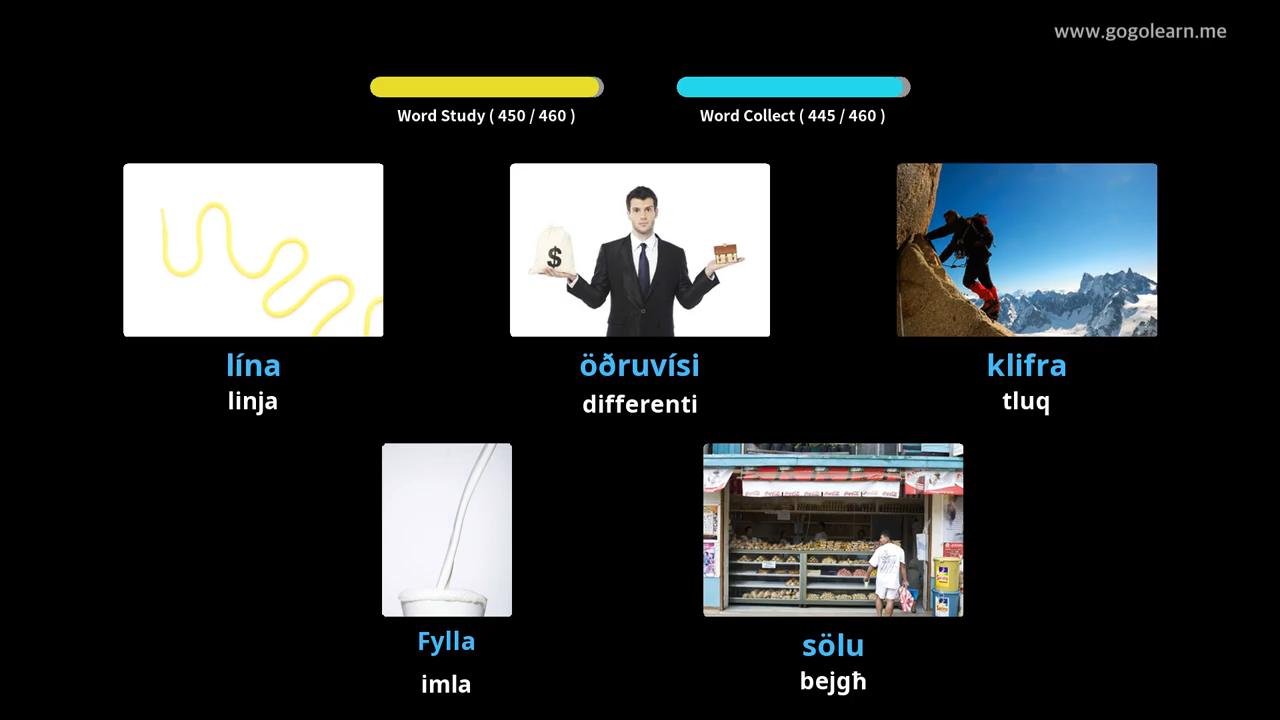 www.gogolearn.me
Word Study ( 450 / 460 )
Word Collect ( 445 / 460 )
$
lína
linja
öðruvísi
differenti
klifra
tluq
Fylla
imla
sölu
bejgħ